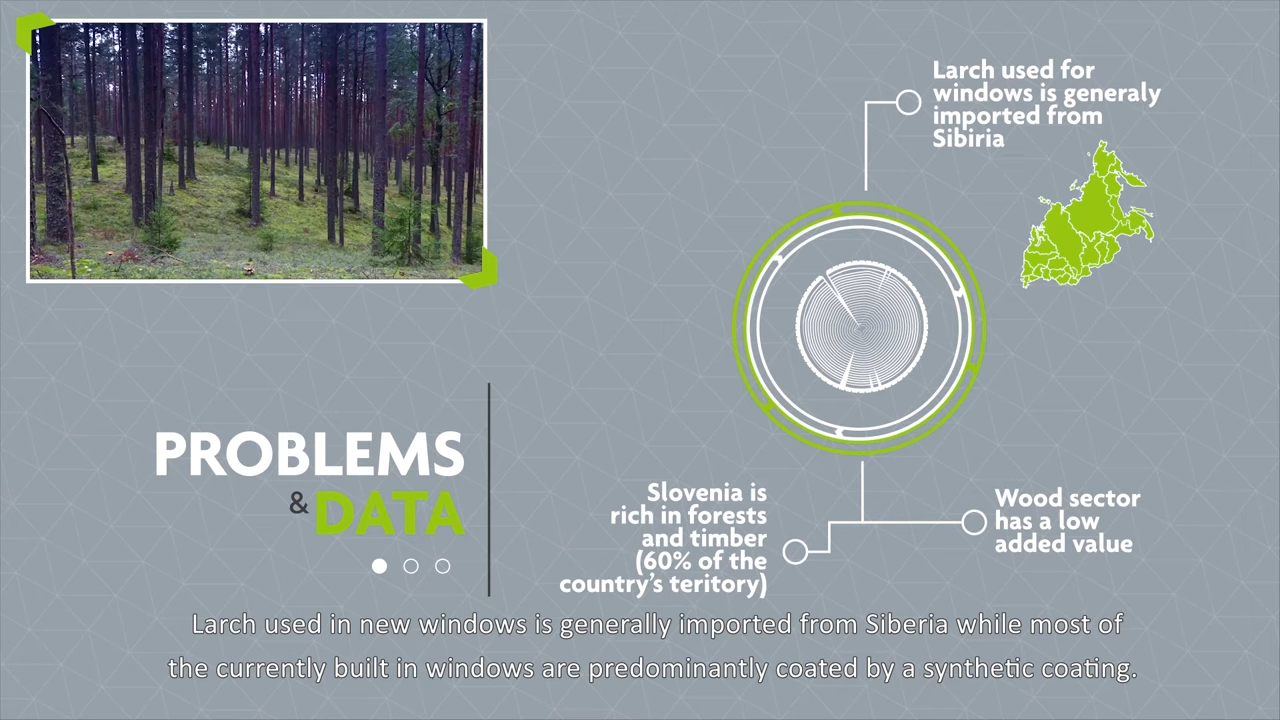 Larch used for
windows is generaly
imported from
Sibiria
PROBLEMS
& DATA
Slovenia is
rich in forests
and timber
(60% of the
country's teritory)
Wood sector
has a low
added value
Larch used in new windows is generally imported from Siberia while most of
the currently built in windows are predominantly coated by a synthetic coating.